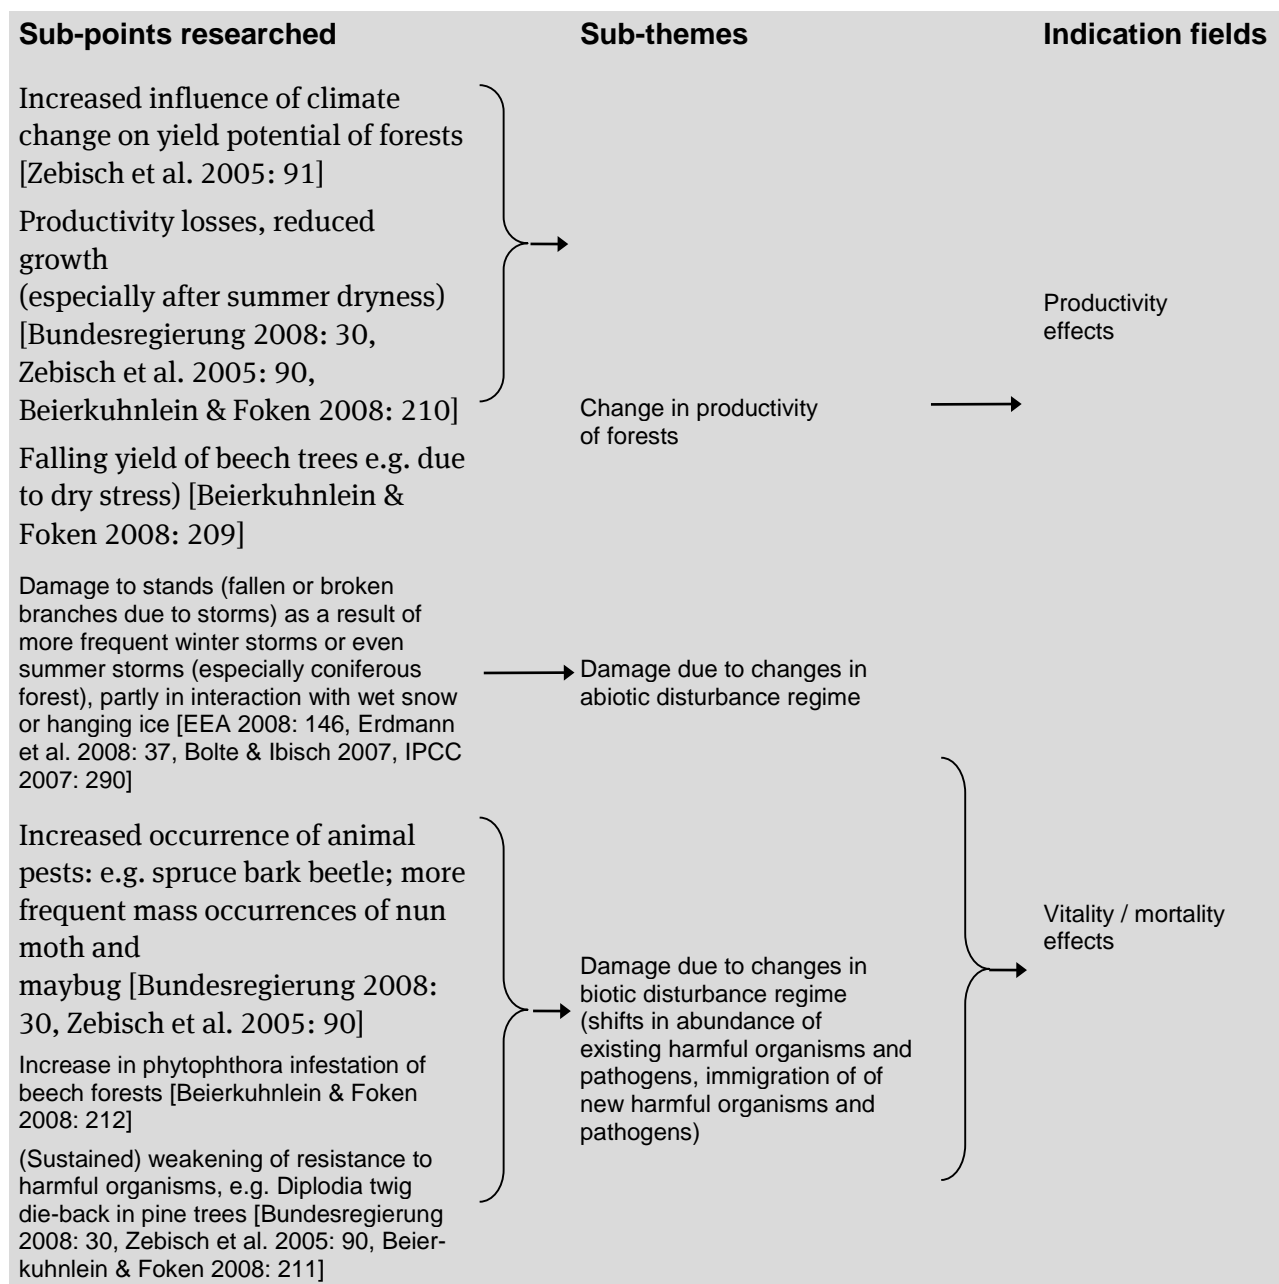 Sub-points researched
Sub-themes
Indication fields
Increased influence of climate
change on yield potential of forests
[Zebisch et al. 2005: 91]
Productivity losses, reduced
growth
(especially after summer dryness)
[Bundesregierung 2008: 30,
Zebisch et al. 2005: 90,
Beierkuhnlein & Foken 2008: 210]
Falling yield of beech trees e.g. due
to dry stress) [Beierkuhnlein &
Foken 2008: 209]
Change in productivity
of forests
Productivity
effects
Damage to stands (fallen or broken
branches due to storms) as a result of
more frequent winter storms or even
summer storms (especially coniferous
forest), partly in interaction with wet snow
or hanging ice [EEA 2008: 146, Erdmann
et al. 2008: 37, Bolte & Ibisch 2007, IPCC
2007: 290]
Damage due to changes in
abiotic disturbance regime
Increased occurrence of animal
pests: e.g. spruce bark beetle; more
frequent mass occurrences of nun
moth and
maybug [Bundesregierung 2008:
30, Zebisch et al. 2005: 90]
Increase in phytophthora infestation of
beech forests [Beierkuhnlein & Foken
2008: 212]
(Sustained) weakening of resistance to
harmful organisms, e.g. Diplodia twig
die-back in pine trees [Bundesregierung
2008: 30, Zebisch et al. 2005: 90, Beier-
kuhnlein & Foken 2008: 211]
Damage due to changes in
biotic disturbance regime
(shifts in abundance of
existing harmful organisms and
pathogens, immigration of of
new harmful organisms and
pathogens)
Vitality / mortality
effects